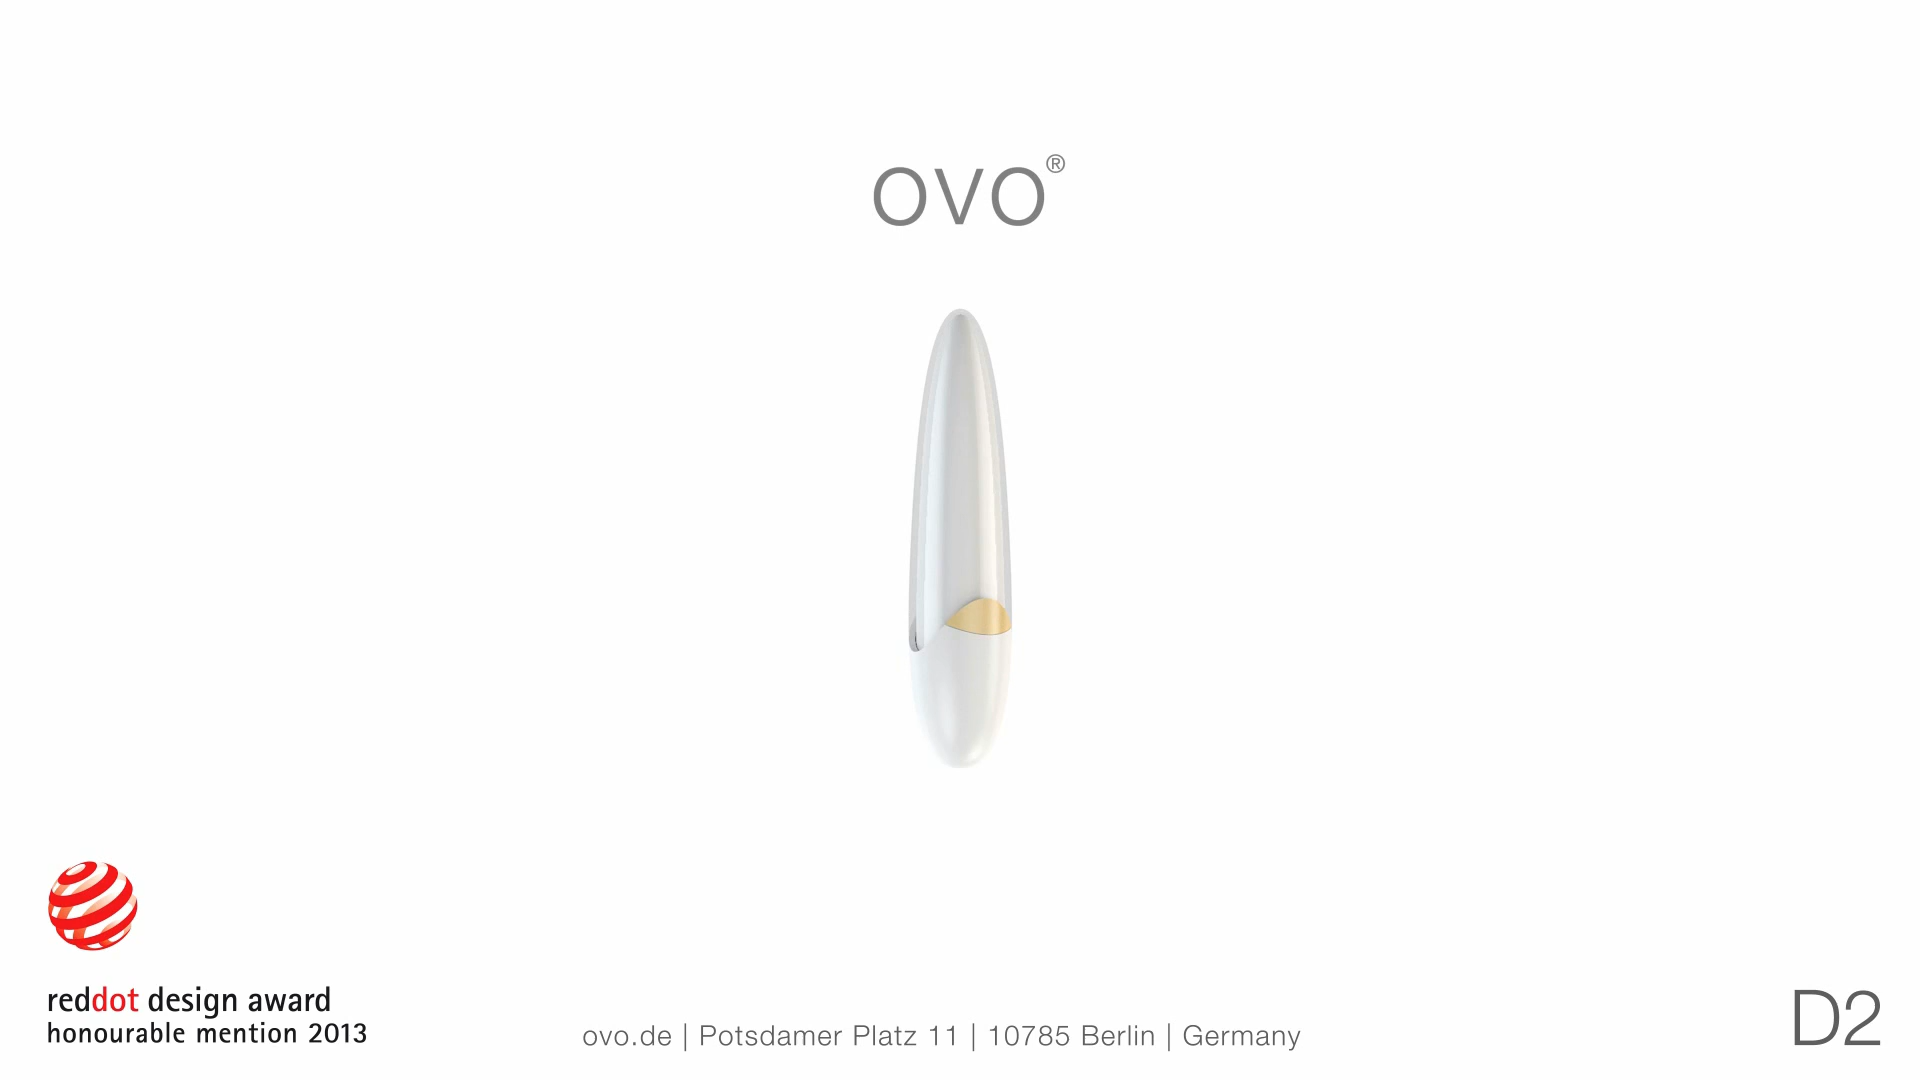 OVO®
reddot design award
honourable mention 2013
ovo.de | Potsdamer Platz 11 | 10785 Berlin | Germany
D2